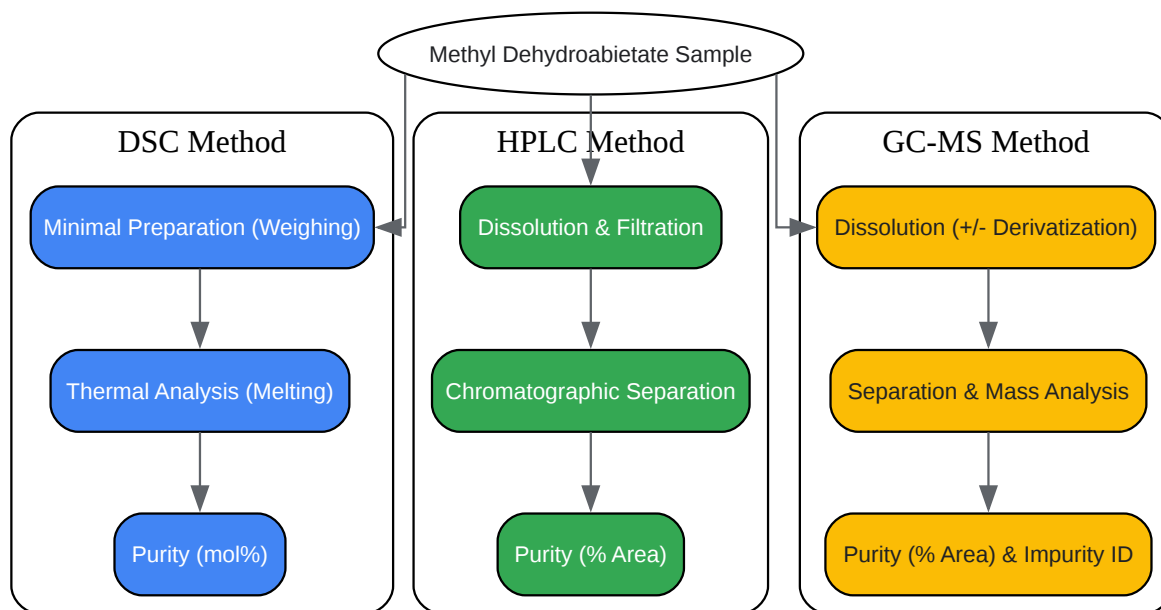 Methyl Dehydroabietate Sample
DSC Method
Minimal Preparation (Weighing)
Thermal Analysis (Melting)
Purity (mol%)
HPLC Method
Dissolution & Filtration
Chromatographic Separation
Purity (% Area)
GC-MS Method
Dissolution (+/- Derivatization)
Separation & Mass Analysis
Purity (% Area) & Impurity ID